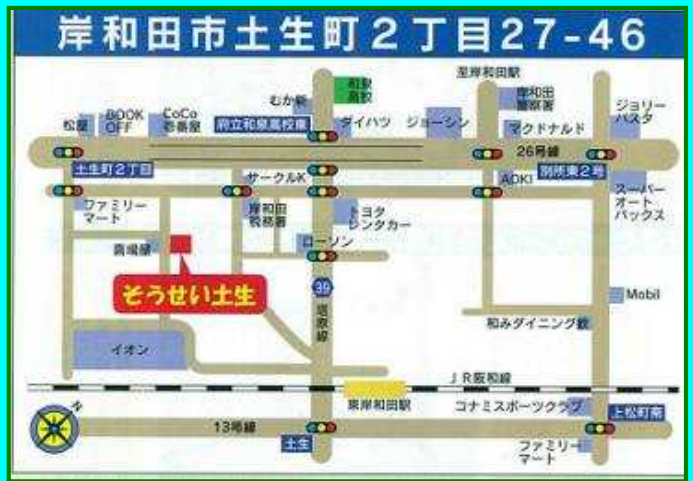 岸和田市土生町２丁目27-46
至岸和田駅
和泉
高校
むか新
岸和田
警察署
ジョリー
パスタ
松屋
BOOK
OFF
CoCo
壱番屋
府立和泉高校東
ダイハツ
ジョーシン
マクドナルド
26号線
土生町2丁目
サークルK
AOKI
別所東2号
ファミリー
マート
岸和田
税務署
トヨタ
レンタカー
スーパー
オート
バックス
ローソン
そうせい土生
39
塔原線
Mobil
和みダイニング
イオン
JR阪和線
N
東岸和田駅
コナミスポーツクラブ
上松町南
13号線
土生
ファミリー
マート